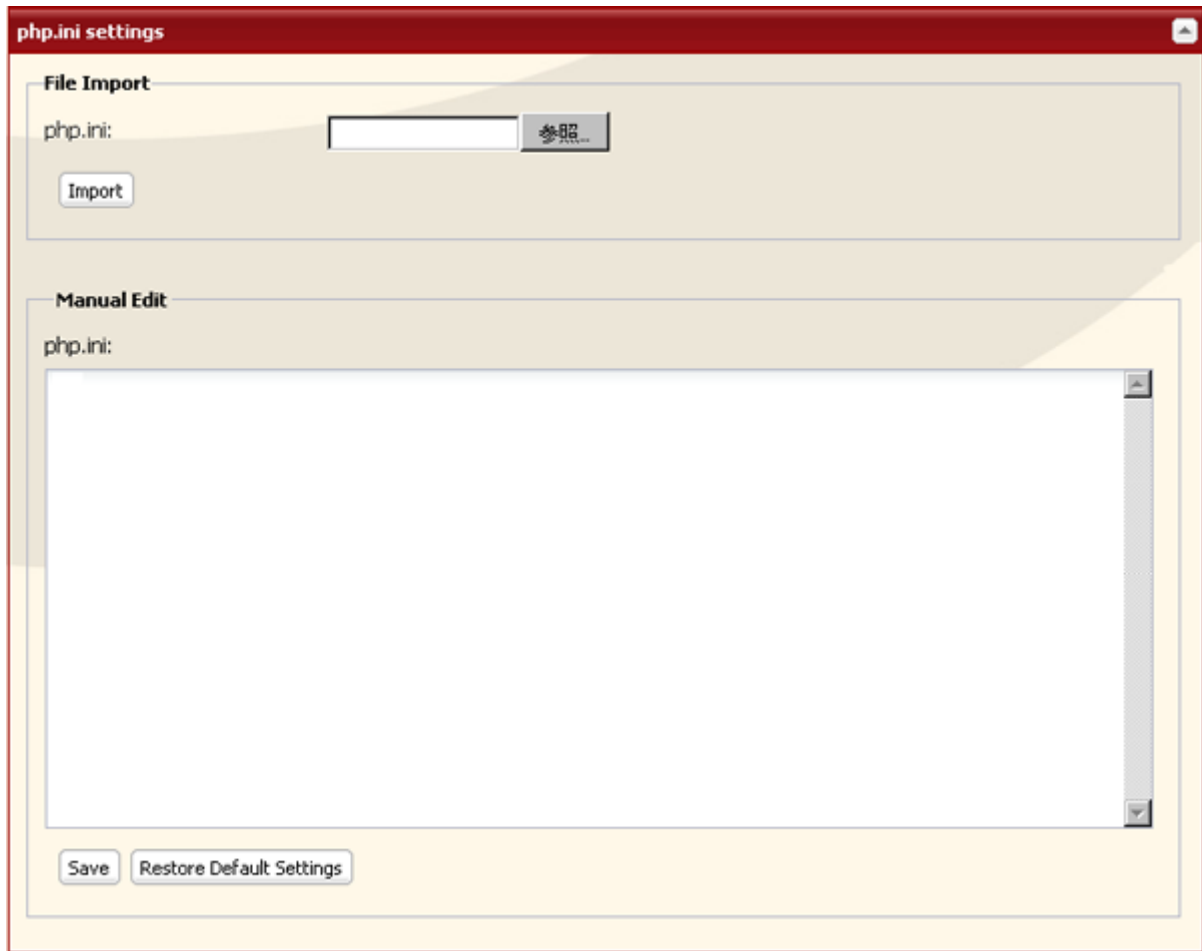 php.ini settings
File Import
php.ini:
参照...
Import
Manual Edit
php.ini:
Save Restore Default Settings